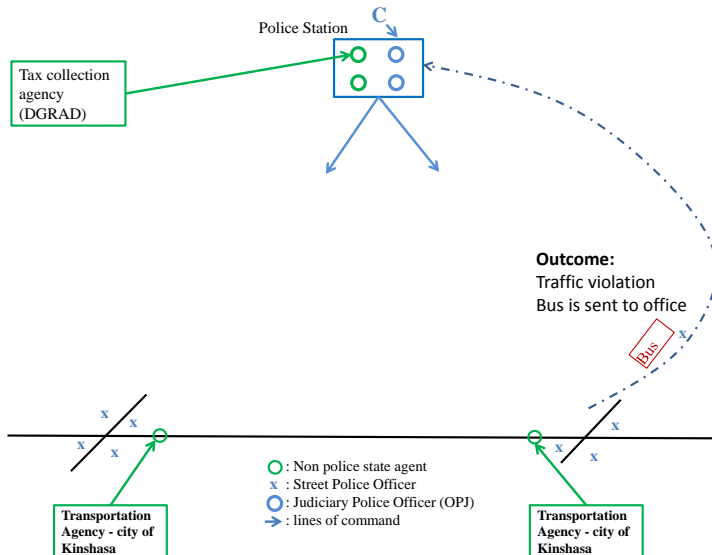 C
Police Station
Tax collection
agency
(DGRAD)
Outcome:
Traffic violation
Bus is sent to office
x
Bus
x
x
x
x
x
x
x
: Non police state agent
x : Street Police Officer
: Judiciary Police Officer (OPJ)
: lines of command
Transportation
Agency - city of
Kinshasa
Transportation
Agency - city of
Kinshasa